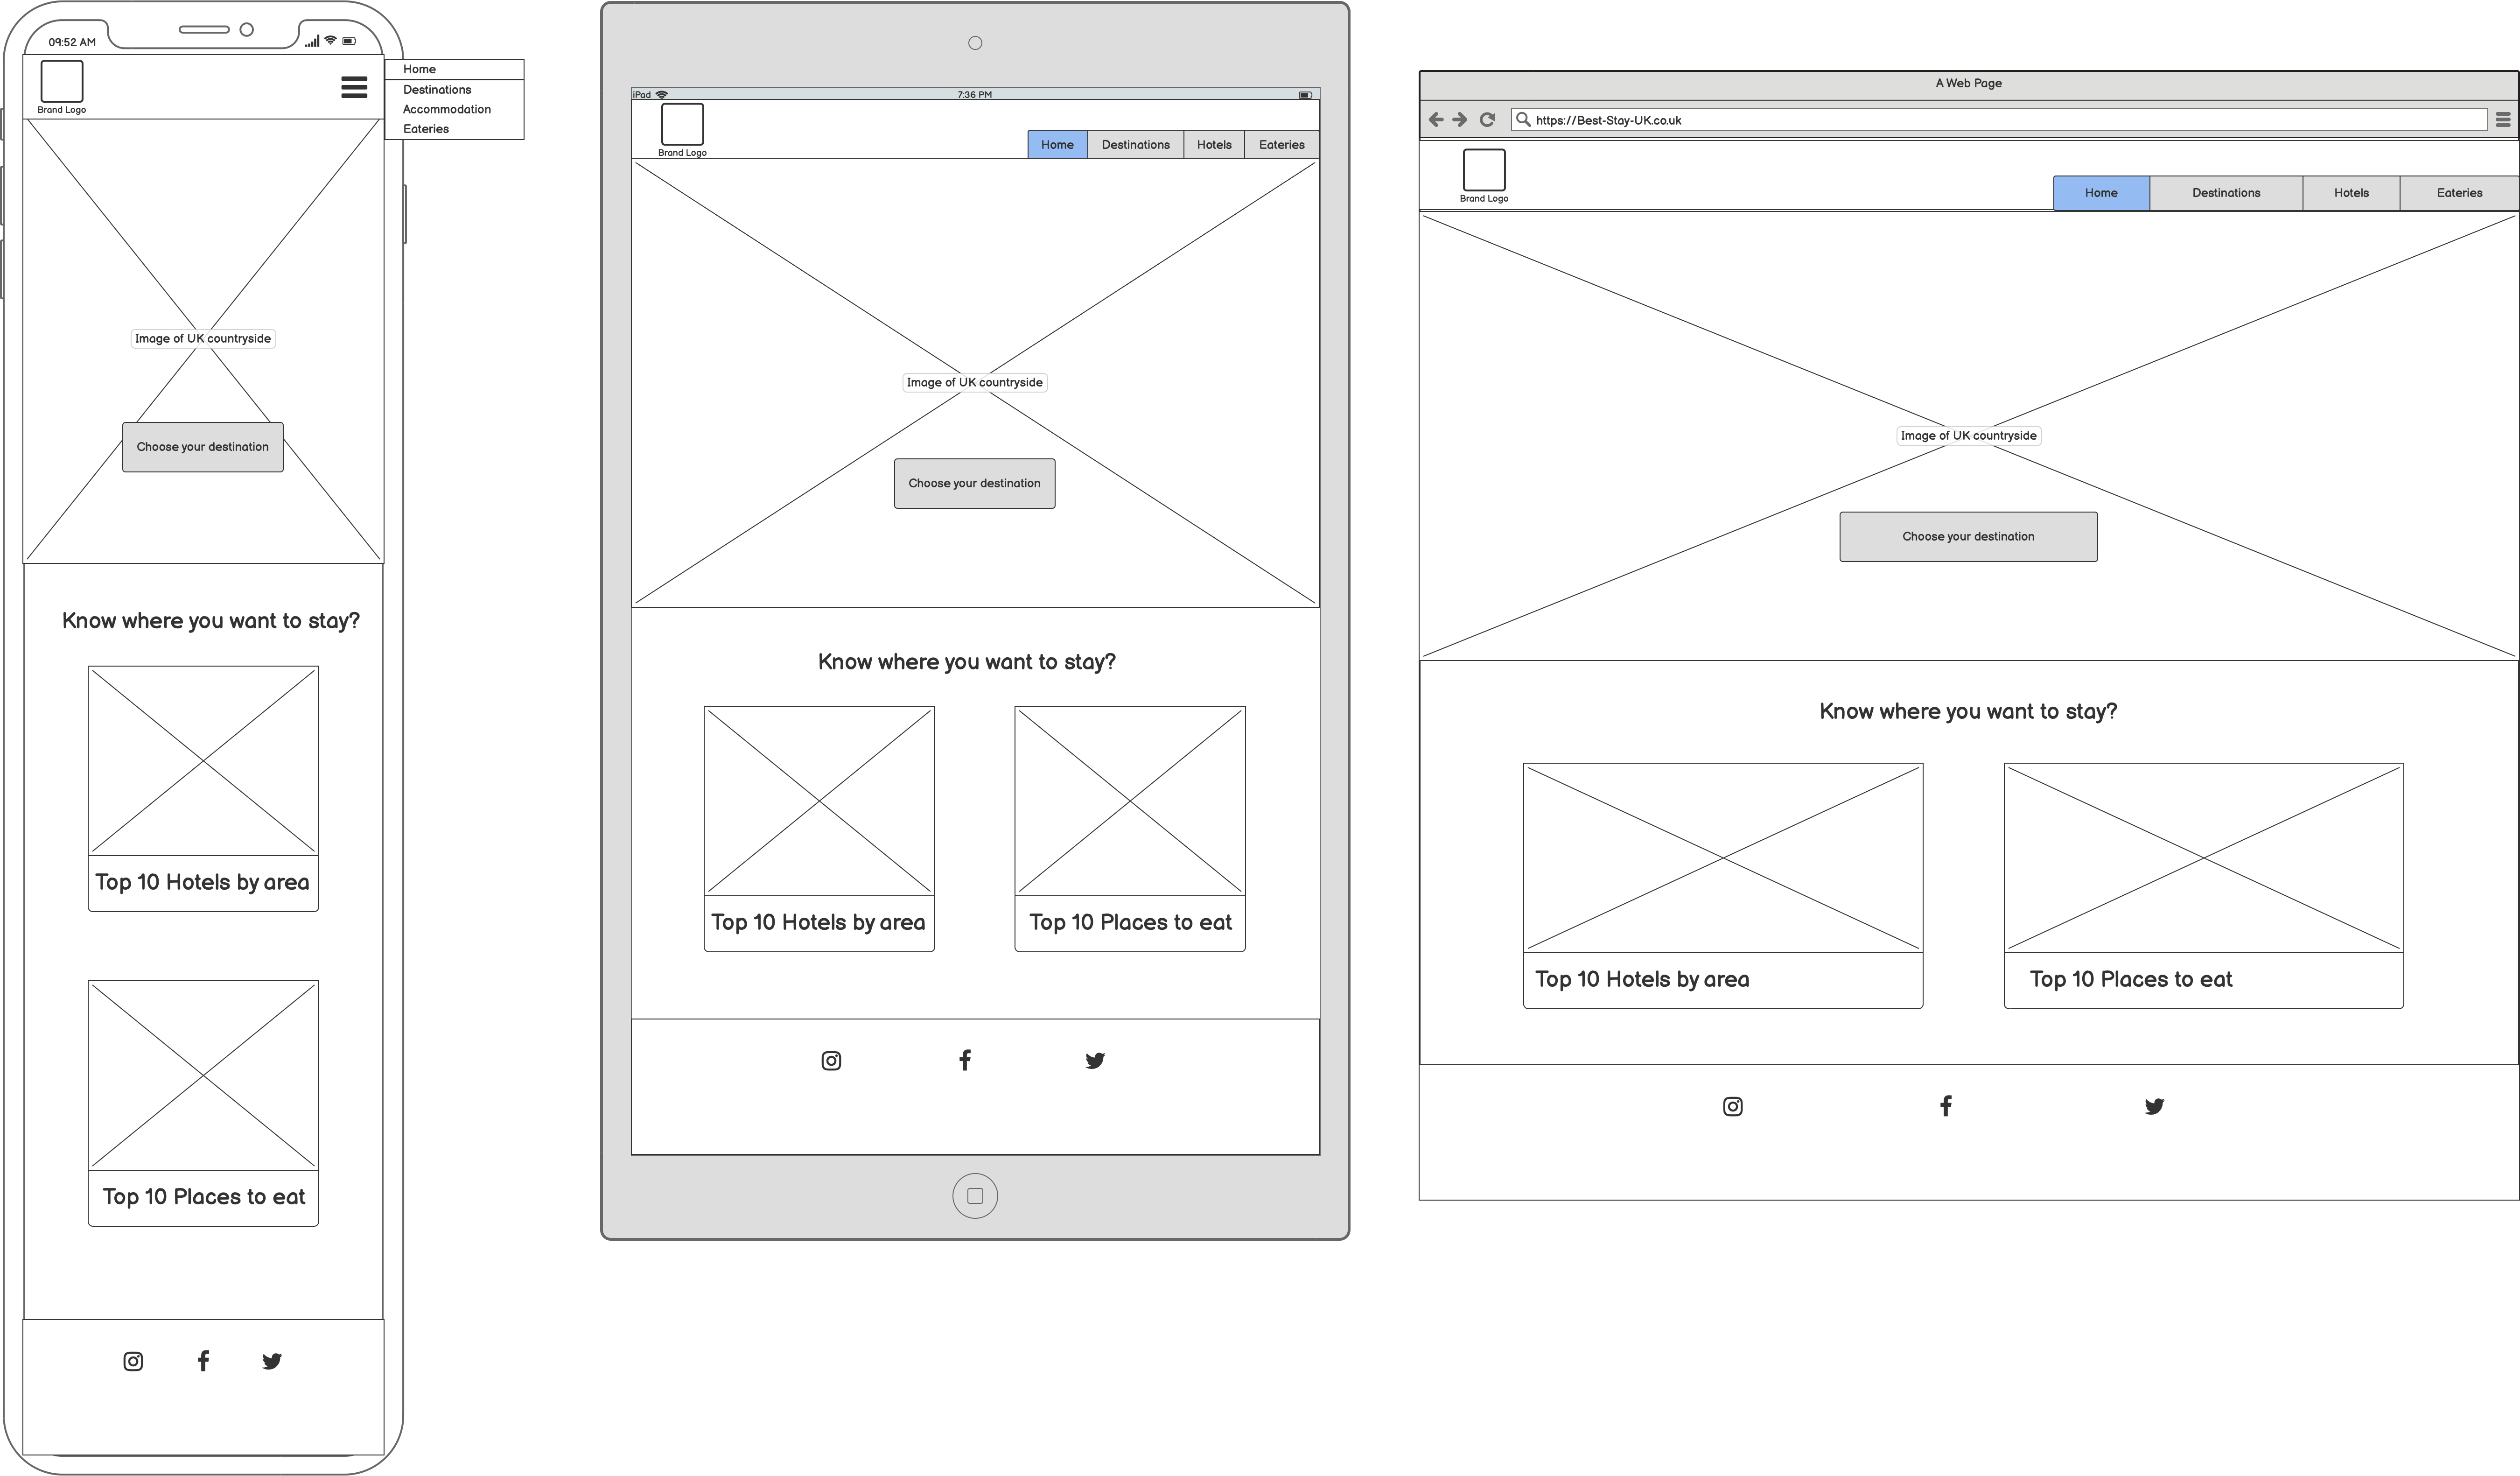 09:52 AM
Brand Logo
Home
Destinations
Accommodation
Eateries
Image of UK countryside
Choose your destination
Know where you want to stay?
Top 10 Hotels by area
Top 10 Places to eat
iPad
7:36 PM
Brand Logo
Home
Destinations
Hotels
Eateries
Image of UK countryside
Choose your destination
Know where you want to stay?
Top 10 Hotels by area
Top 10 Places to eat
A Web Page
https://Best-Stay-UK.co.uk
Brand Logo
Home
Destinations
Hotels
Eateries
Image of UK countryside
Choose your destination
Know where you want to stay?
Top 10 Hotels by area
Top 10 Places to eat